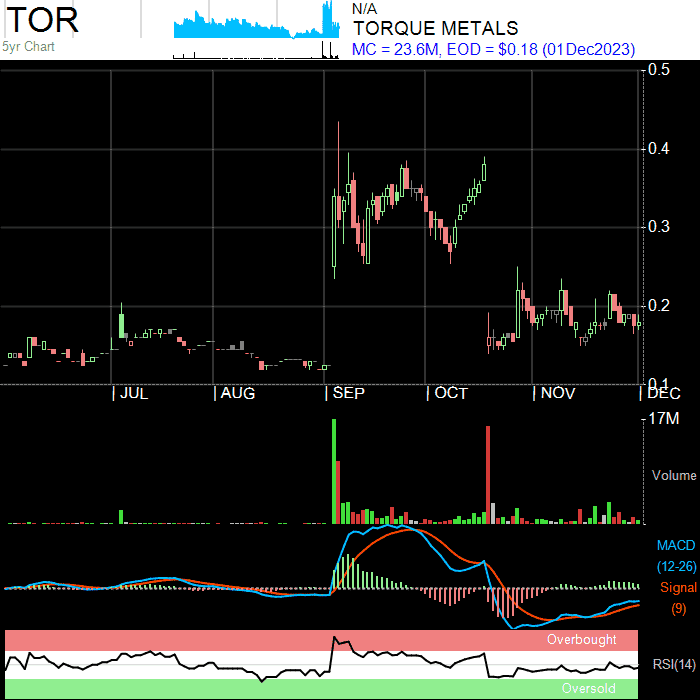 TOR
5yr Chart
N/A
TORQUE METALS
MC = 23.6M, EOD = $0.18 (01Dec2023)
0.5
0.4
0.3
0.2
0.1
JUL AUG SEP OCT NOV DEC
17M
Volume
MACD
(12-26)
Signal
(9)
Overbought
RSI(14)
Oversold